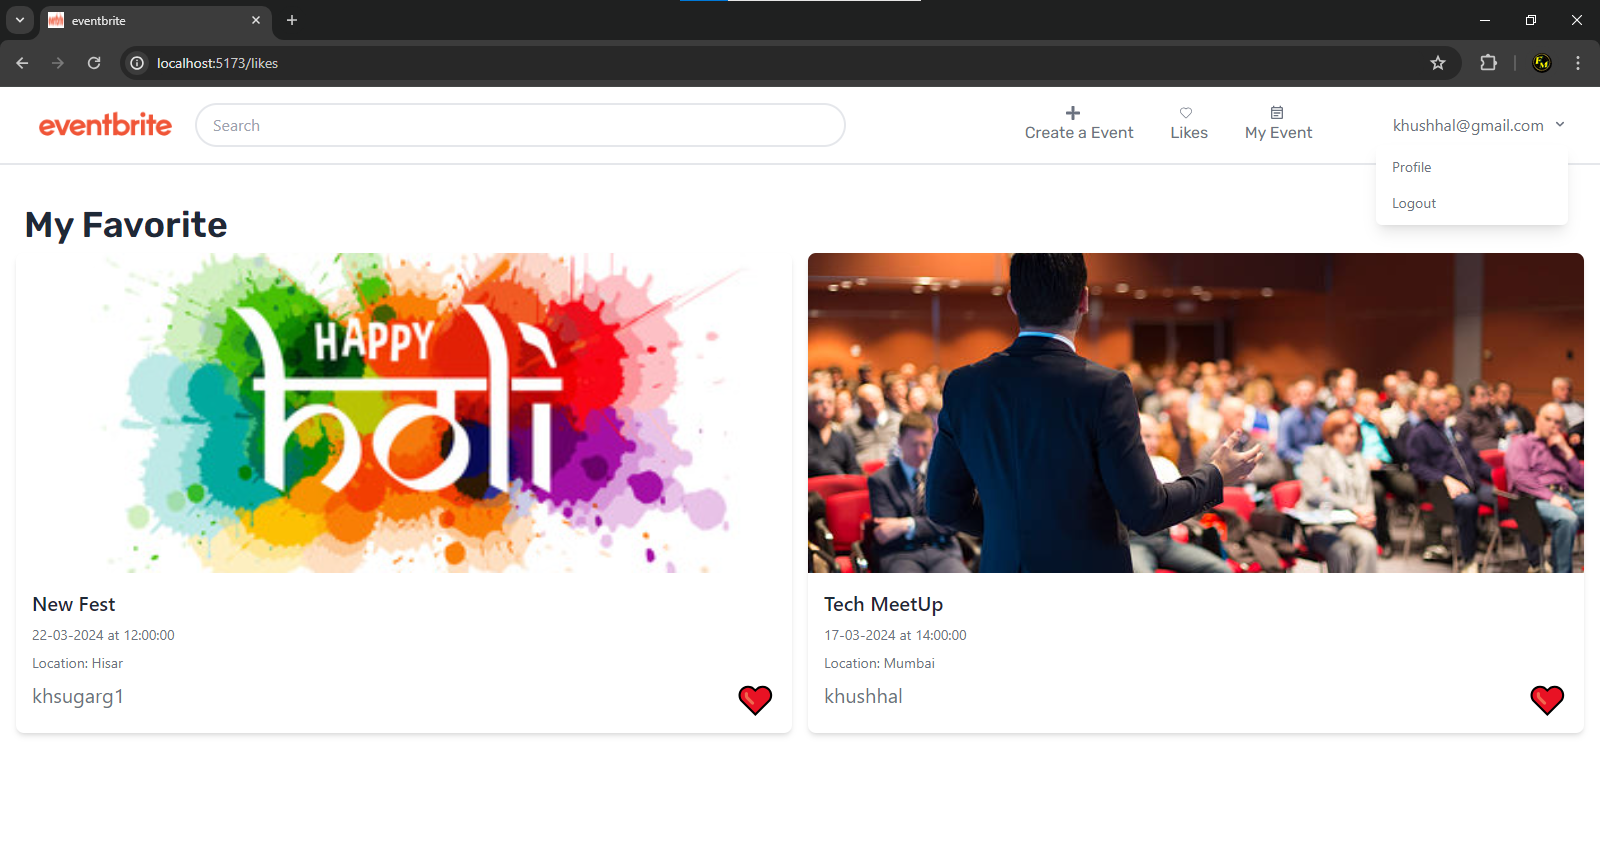 eventbrite
localhost:5173/likes
eventbrite
Search
Create a Event
Likes
My Event
khushhal@gmail.com
Profile
Logout
My Favorite
HAPPY
holi
New Fest
22-03-2024 at 12:00:00
Location: Hisar
khsugarg1
Tech MeetUp
17-03-2024 at 14:00:00
Location: Mumbai
khushhal